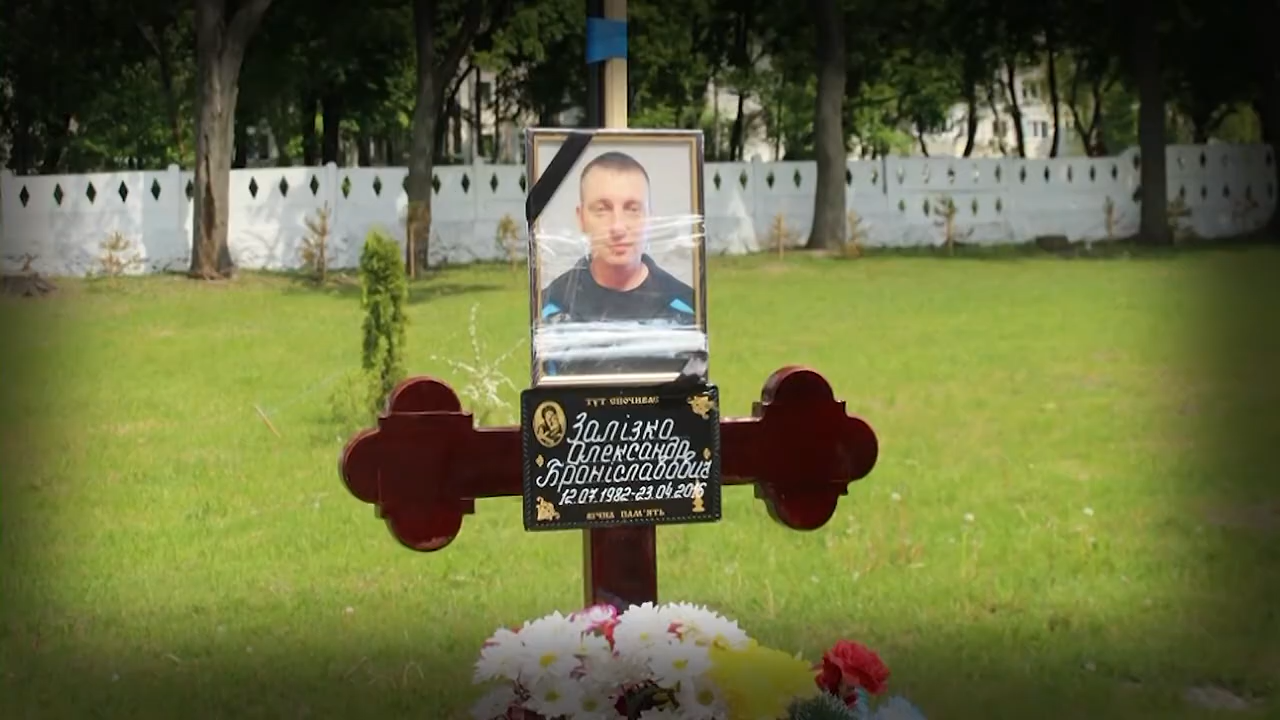 ТУТ СПОЧИВАЄ
Залізко
Олександр
Броніславович
12.07.1982-23.04.2016
ВІЧНА ПАМ'ЯТЬ